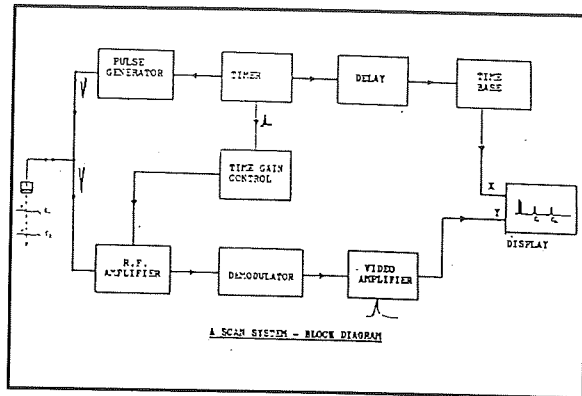 PULSE
GENERATOR
TIMER
DELAY
TIME
BASE
TIME GAIN
CONTROL
X
Y
DISPLAY
R.F.
AMPLIFIER
DEMODULATOR
VIDEO
AMPLIFIER
A SCAN SYSTEM - BLOCK DIAGRAM